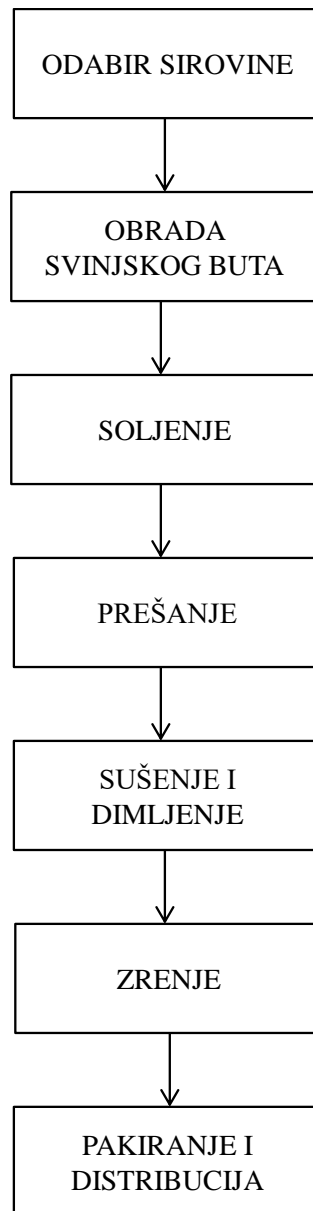 ODABIR SIROVINE
OBRADA
SVINJSKOG BUTA
SOLJENJE
PREŠANJE
SUŠENJE I
DIMLJENJE
ZRENJE
PAKIRANJE I
DISTRIBUCIJA